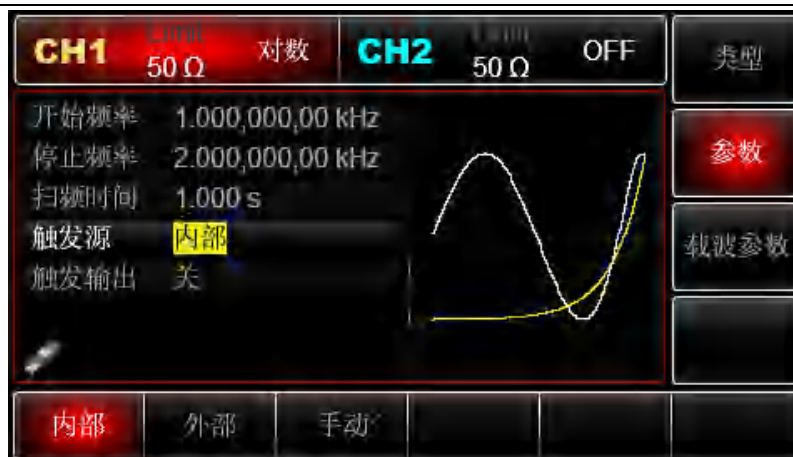 CH1 Limit 50 Ω 对数 CH2 Limit 50 Ω OFF
类型
开始频率 1.000,000,00 kHz
停止频率 2.000,000,00 kHz
参数
扫频时间 1.000 s
触发源 内部
载波参数
触发输出 关
内部 外部 手动